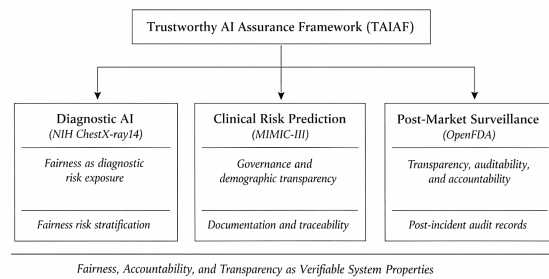 Trustworthy AI Assurance Framework (TAIAF)
Diagnostic AI
(NIH ChestX-ray14)
Fairness as diagnostic
risk exposure
Fairness risk stratification
Clinical Risk Prediction
(MIMIC-III)
Governance and
demographic transparency
Documentation and traceability
Post-Market Surveillance
(OpenFDA)
Transparency, auditability,
and accountability
Post-incident audit records
Fairness, Accountability, and Transparency as Verifiable System Properties